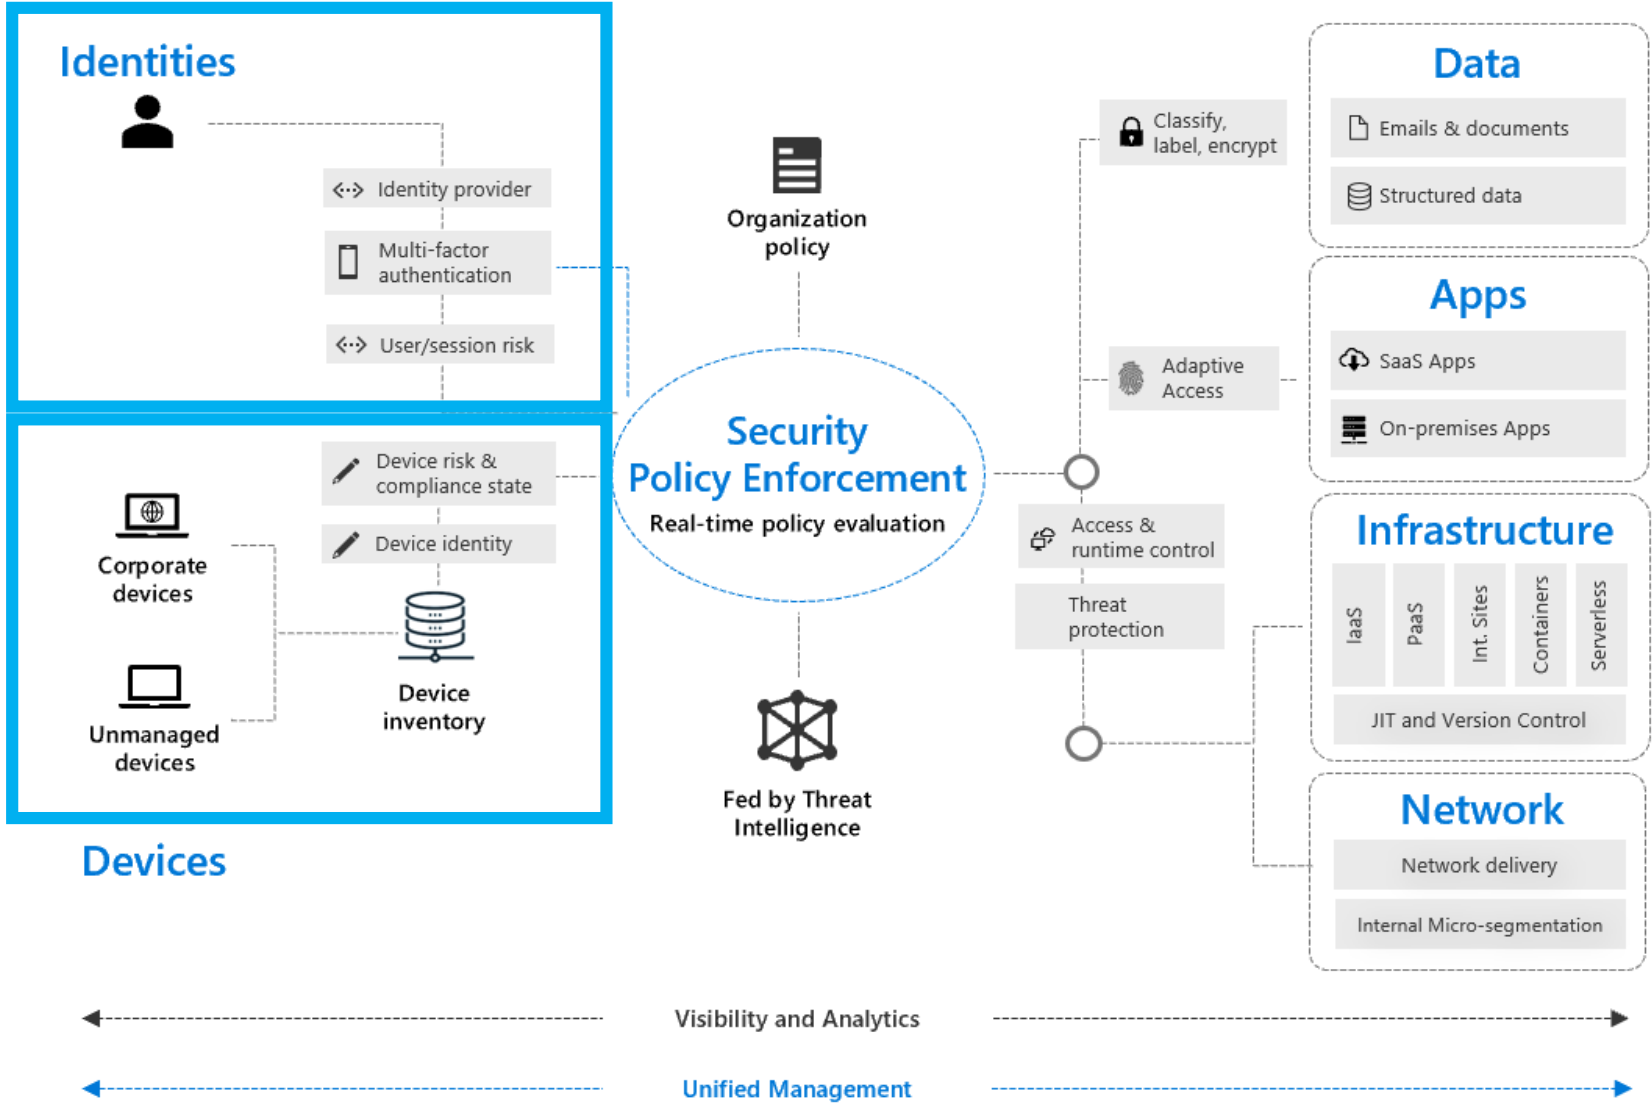 Identities
Identity provider
Multi-factor
authentication
User/session risk
Device risk &
compliance state
Device identity
Corporate
devices
Unmanaged
devices
Device
inventory
Devices
Organization
policy
Security
Policy Enforcement
Real-time policy evaluation
Fed by Threat
Intelligence
Classify,
label, encrypt
Adaptive
Access
Access &
runtime control
Threat
protection
Data
Emails & documents
Structured data
Apps
SaaS Apps
On-premises Apps
Infrastructure
IaaS
PaaS
Int. Sites
Containers
Serverless
JIT and Version Control
Network
Network delivery
Internal Micro-segmentation
Visibility and Analytics
Unified Management